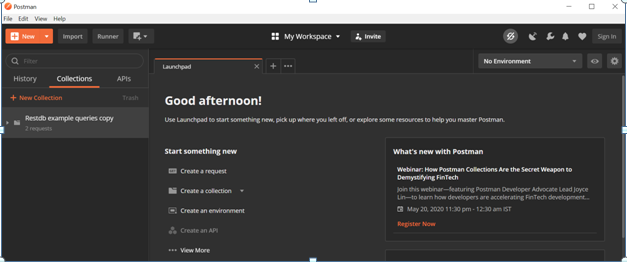 Postman
File Edit View Help
New Import Runner My Workspace Invite Sign In
Filter
History Collections APIs
New Collection Trash
Restdb example queries copy
2 requests
Launchpad
No Environment
Good afternoon!
Use Launchpad to start something new, pick up where you left off, or explore some resources to help you master Postman.
Start something new
Create a request
Create a collection
Create an environment
Create an API
View More
What's new with Postman
Webinar: How Postman Collections Are the Secret Weapon to
Demystifying FinTech
Join this webinar—featuring Postman Developer Advocate Lead Joyce
Lin—to learn how developers are accelerating FinTech development...
May 20, 2020 11:30 pm - 12:30 am IST
Register Now